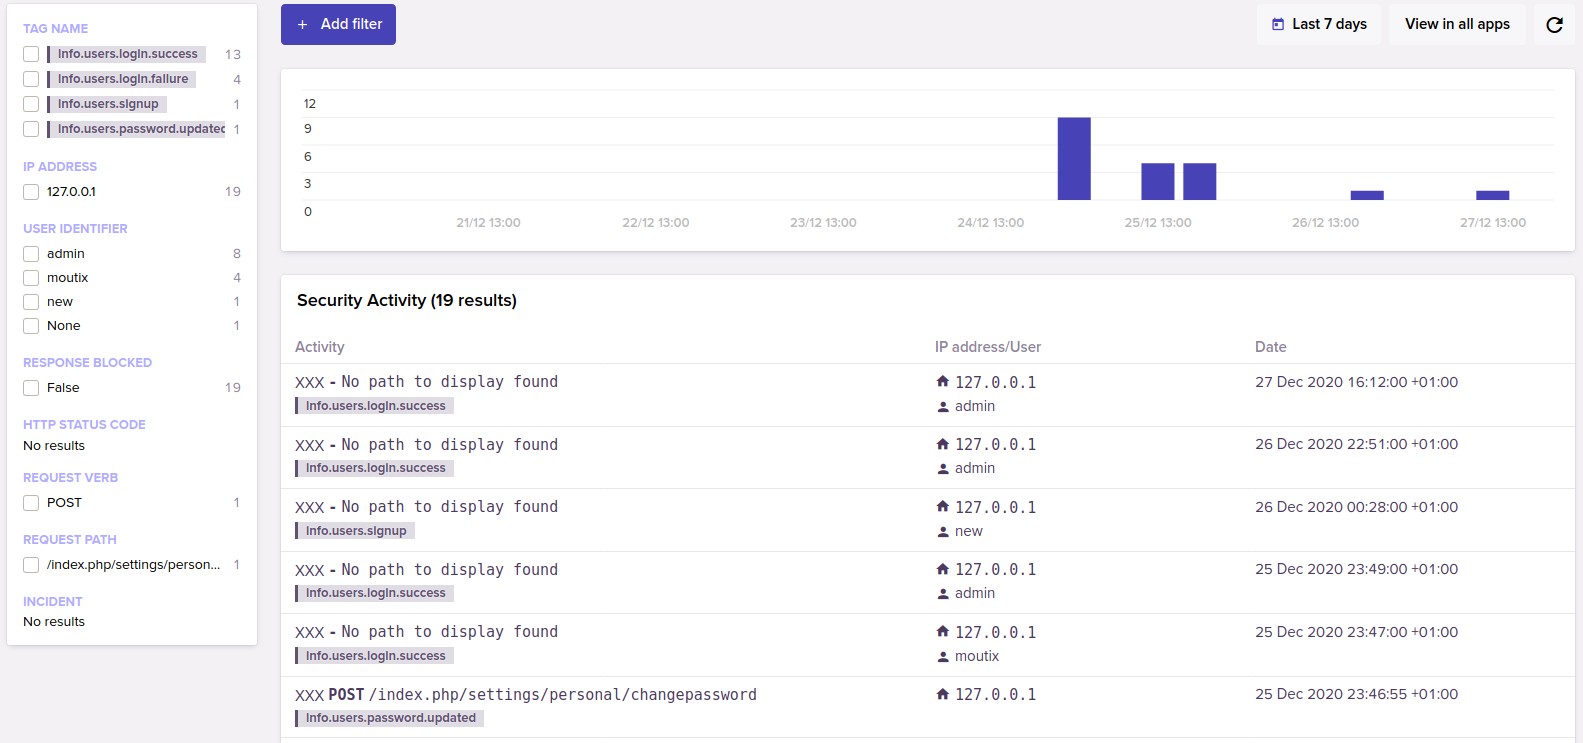 TAG NAME
info.users.login.success 13
info.users.login.failure 4
info.users.signup 1
info.users.password.updated 1
IP ADDRESS
127.0.0.1 19
USER IDENTIFIER
admin 8
moutix 4
new 1
None 1
RESPONSE BLOCKED
False 19
HTTP STATUS CODE
No results
REQUEST VERB
POST 1
REQUEST PATH
/index.php/settings/person... 1
INCIDENT
No results
+ Add filter
Last 7 days
View in all apps
12
9
6
3
0
21/12 13:00 22/12 13:00 23/12 13:00 24/12 13:00 25/12 13:00 26/12 13:00 27/12 13:00
Security Activity (19 results)
Activity IP address/User Date
XXX - No path to display found 127.0.0.1 27 Dec 2020 16:12:00 +01:00
info.users.login.success admin
XXX - No path to display found 127.0.0.1 26 Dec 2020 22:51:00 +01:00
info.users.login.success admin
XXX - No path to display found 127.0.0.1 26 Dec 2020 00:28:00 +01:00
info.users.signup new
XXX - No path to display found 127.0.0.1 25 Dec 2020 23:49:00 +01:00
info.users.login.success admin
XXX - No path to display found 127.0.0.1 25 Dec 2020 23:47:00 +01:00
info.users.login.success moutix
XXX POST /index.php/settings/personal/changepassword 127.0.0.1 25 Dec 2020 23:46:55 +01:00
info.users.password.updated